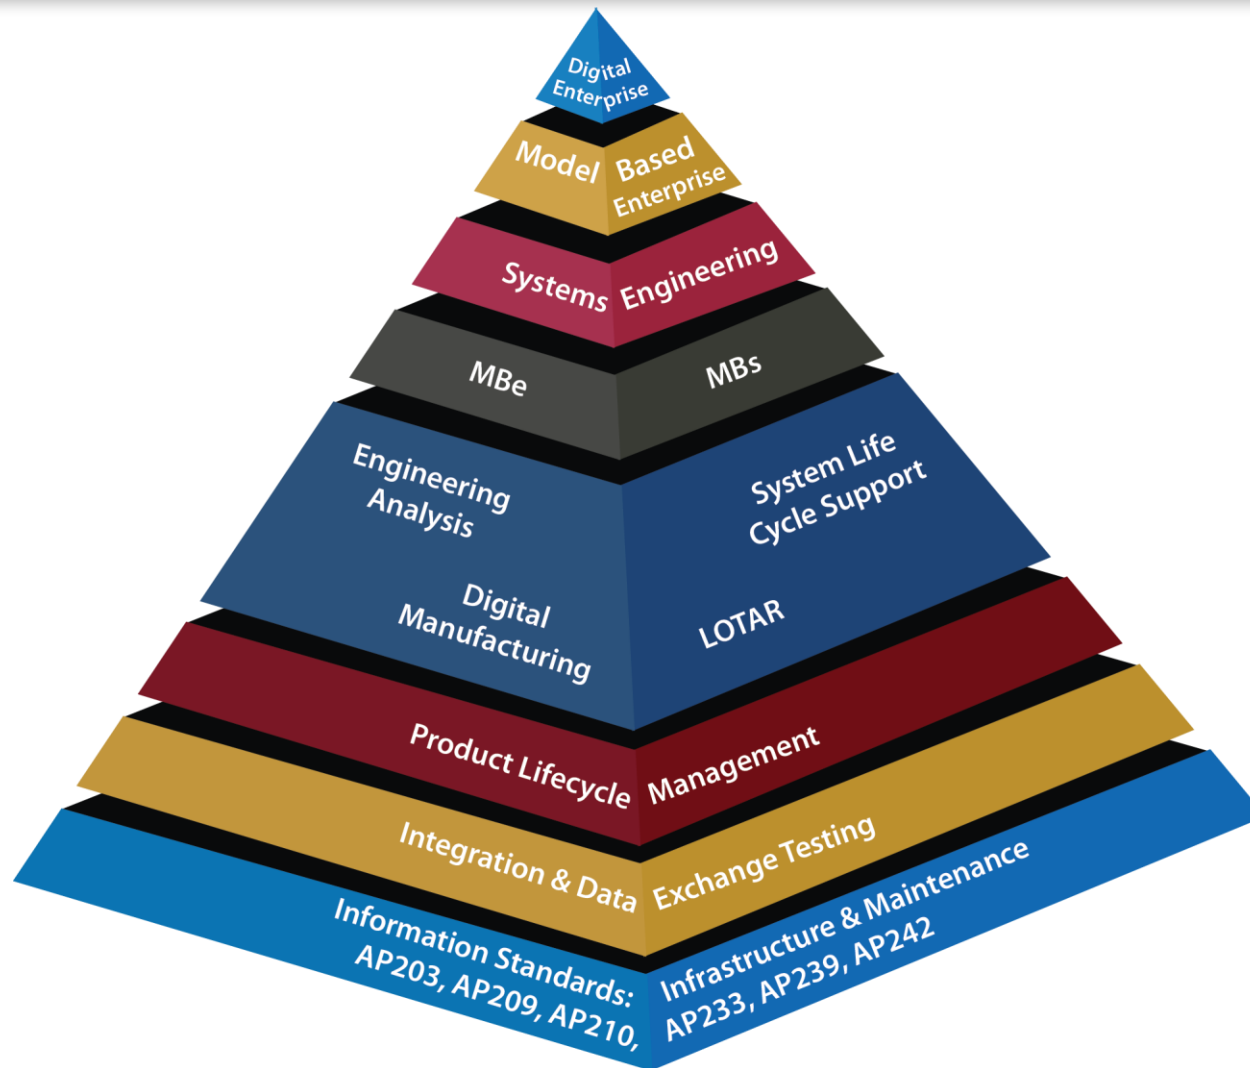 Digital
Enterprise
Model Based
Enterprise
Systems Engineering
MBe
MBs
Engineering
Analysis
System Life
Cycle Support
Digital
Manufacturing
LOTAR
Product Lifecycle Management
Integration & Data Exchange Testing
Information Standards: Infrastructure & Maintenance
AP203, AP209, AP210, AP233, AP239, AP242